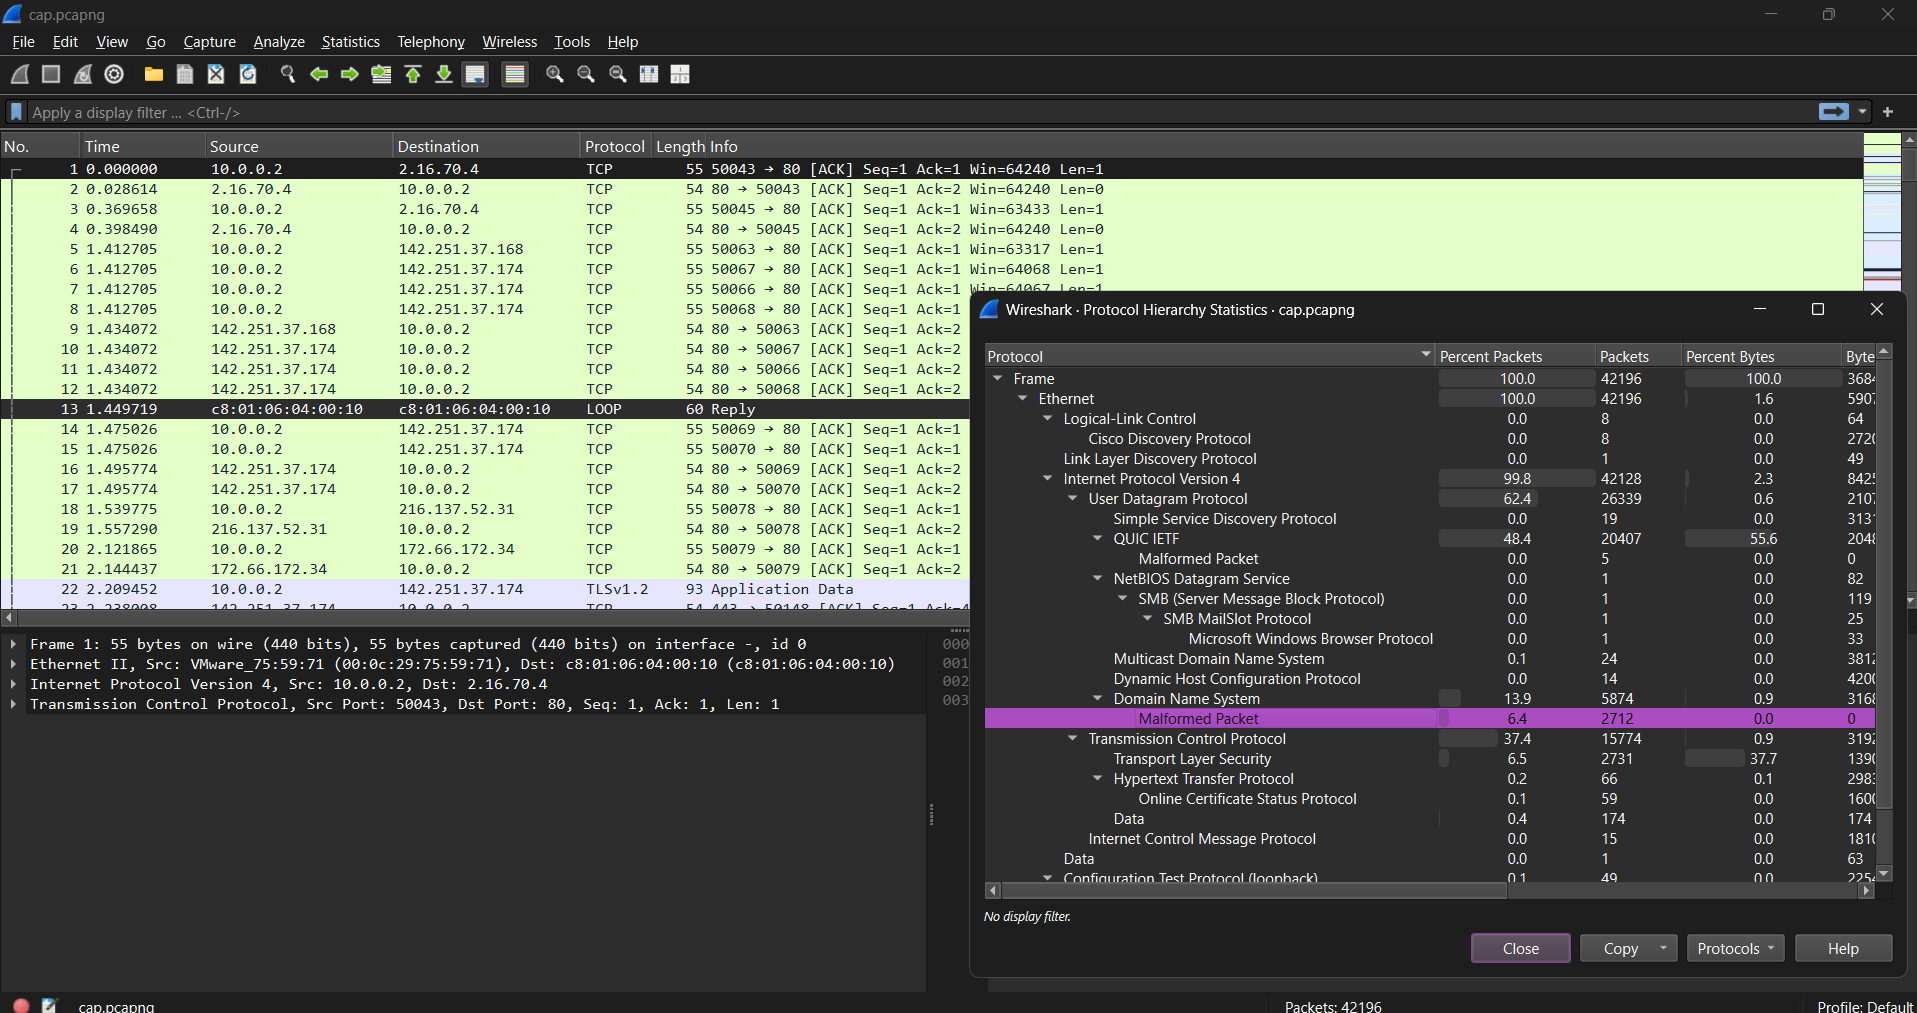 cap.pcapng
File Edit View Go Capture Analyze Statistics Telephony Wireless Tools Help
Apply a display filter ... <Ctrl-/>
No. Time Source Destination Protocol Length Info
1 0.000000 10.0.0.2 2.16.70.4 TCP 55 50043 → 80 [ACK] Seq=1 Ack=1 Win=64240 Len=1
2 0.028614 2.16.70.4 10.0.0.2 TCP 54 80 → 50043 [ACK] Seq=1 Ack=2 Win=64240 Len=0
3 0.369658 10.0.0.2 2.16.70.4 TCP 55 50045 → 80 [ACK] Seq=1 Ack=1 Win=63433 Len=1
4 0.398490 2.16.70.4 10.0.0.2 TCP 54 80 → 50045 [ACK] Seq=1 Ack=2 Win=64240 Len=0
5 1.412705 10.0.0.2 142.251.37.168 TCP 55 50063 → 80 [ACK] Seq=1 Ack=1 Win=63317 Len=1
6 1.412705 10.0.0.2 142.251.37.174 TCP 55 50067 → 80 [ACK] Seq=1 Ack=1 Win=64068 Len=1
7 1.412705 10.0.0.2 142.251.37.174 TCP 55 50066 → 80 [ACK] Seq=1 Ack=1 Win=64067 Len=1
8 1.412705 10.0.0.2 142.251.37.174 TCP 55 50068 → 80 [ACK] Seq=1 Ack=1
9 1.434072 142.251.37.168 10.0.0.2 TCP 54 80 → 50063 [ACK] Seq=1 Ack=2
10 1.434072 142.251.37.174 10.0.0.2 TCP 54 80 → 50067 [ACK] Seq=1 Ack=2
11 1.434072 142.251.37.174 10.0.0.2 TCP 54 80 → 50066 [ACK] Seq=1 Ack=2
12 1.434072 142.251.37.174 10.0.0.2 TCP 54 80 → 50068 [ACK] Seq=1 Ack=2
13 1.449719 c8:01:06:04:00:10 c8:01:06:04:00:10 LOOP 60 Reply
14 1.475026 10.0.0.2 142.251.37.174 TCP 55 50069 → 80 [ACK] Seq=1 Ack=1
15 1.475026 10.0.0.2 142.251.37.174 TCP 55 50070 → 80 [ACK] Seq=1 Ack=1
16 1.495774 142.251.37.174 10.0.0.2 TCP 54 80 → 50069 [ACK] Seq=1 Ack=2
17 1.495774 142.251.37.174 10.0.0.2 TCP 54 80 → 50070 [ACK] Seq=1 Ack=2
18 1.539775 10.0.0.2 216.137.52.31 TCP 55 50078 → 80 [ACK] Seq=1 Ack=1
19 1.557290 216.137.52.31 10.0.0.2 TCP 54 80 → 50078 [ACK] Seq=1 Ack=2
20 2.121865 10.0.0.2 172.66.172.34 TCP 55 50079 → 80 [ACK] Seq=1 Ack=1
21 2.144437 172.66.172.34 10.0.0.2 TCP 54 80 → 50079 [ACK] Seq=1 Ack=2
22 2.209452 10.0.0.2 142.251.37.174 TLSv1.2 93 Application Data
23 2.238008 142.251.37.174 10.0.0.2 TCP 54 443 → 50148 [ACK] Seq=1 Ack=4
Frame 1: 55 bytes on wire (440 bits), 55 bytes captured (440 bits) on interface -, id 0
Ethernet II, Src: VMware_75:59:71 (00:0c:29:75:59:71), Dst: c8:01:06:04:00:10 (c8:01:06:04:00:10)
Internet Protocol Version 4, Src: 10.0.0.2, Dst: 2.16.70.4
Transmission Control Protocol, Src Port: 50043, Dst Port: 80, Seq: 1, Ack: 1, Len: 1
000
001
002
003
Wireshark · Protocol Hierarchy Statistics · cap.pcapng
Protocol Percent Packets Packets Percent Bytes Byte
Frame 100.0 42196 100.0 3684
Ethernet 100.0 42196 1.6 5907
Logical-Link Control 0.0 8 0.0 64
Cisco Discovery Protocol 0.0 8 0.0 2720
Link Layer Discovery Protocol 0.0 1 0.0 49
Internet Protocol Version 4 99.8 42128 2.3 8425
User Datagram Protocol 62.4 26339 0.6 2107
Simple Service Discovery Protocol 0.0 19 0.0 3131
QUIC IETF 48.4 20407 55.6 2048
Malformed Packet 0.0 5 0.0 0
NetBIOS Datagram Service 0.0 1 0.0 82
SMB (Server Message Block Protocol) 0.0 1 0.0 119
SMB MailSlot Protocol 0.0 1 0.0 25
Microsoft Windows Browser Protocol 0.0 1 0.0 33
Multicast Domain Name System 0.1 24 0.0 3812
Dynamic Host Configuration Protocol 0.0 14 0.0 4200
Domain Name System 13.9 5874 0.9 3168
Malformed Packet 6.4 2712 0.0 0
Transmission Control Protocol 37.4 15774 0.9 3192
Transport Layer Security 6.5 2731 37.7 1390
Hypertext Transfer Protocol 0.2 66 0.1 2983
Online Certificate Status Protocol 0.1 59 0.0 1600
Data 0.4 174 0.0 174
Internet Control Message Protocol 0.0 15 0.0 1810
Data 0.0 1 0.0 63
Configuration Test Protocol (loopback) 0.1 49 0.0 2254
No display filter.
Close Copy Protocols Help
cap.pcapng Packets: 42196 Profile: Default